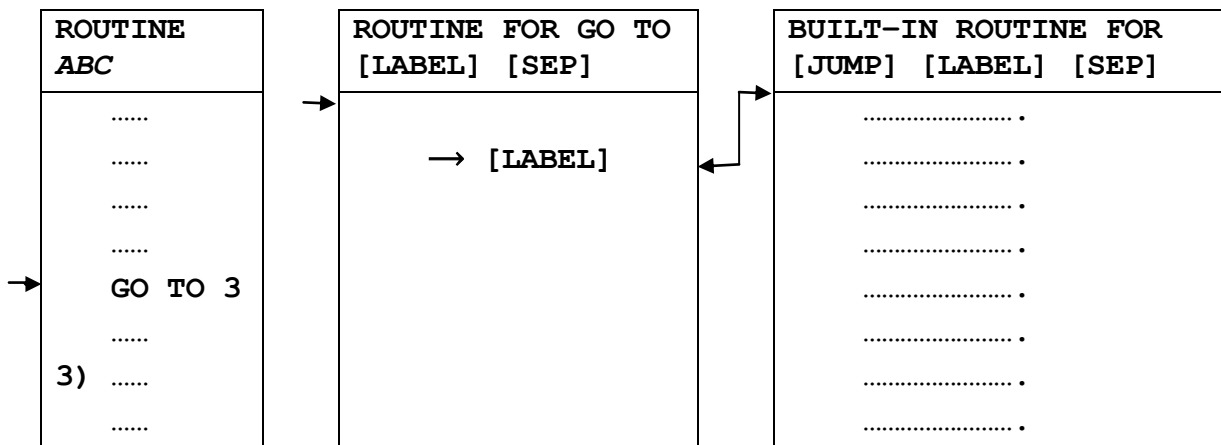 ROUTINE
ABC
……
……
……
……
GO TO 3
……
3) ……
……
ROUTINE FOR GO TO
[LABEL] [SEP]
→ [LABEL]
BUILT-IN ROUTINE FOR
[JUMP] [LABEL] [SEP]
…………………….
…………………….
…………………….
…………………….
…………………….
…………………….
…………………….
…………………….